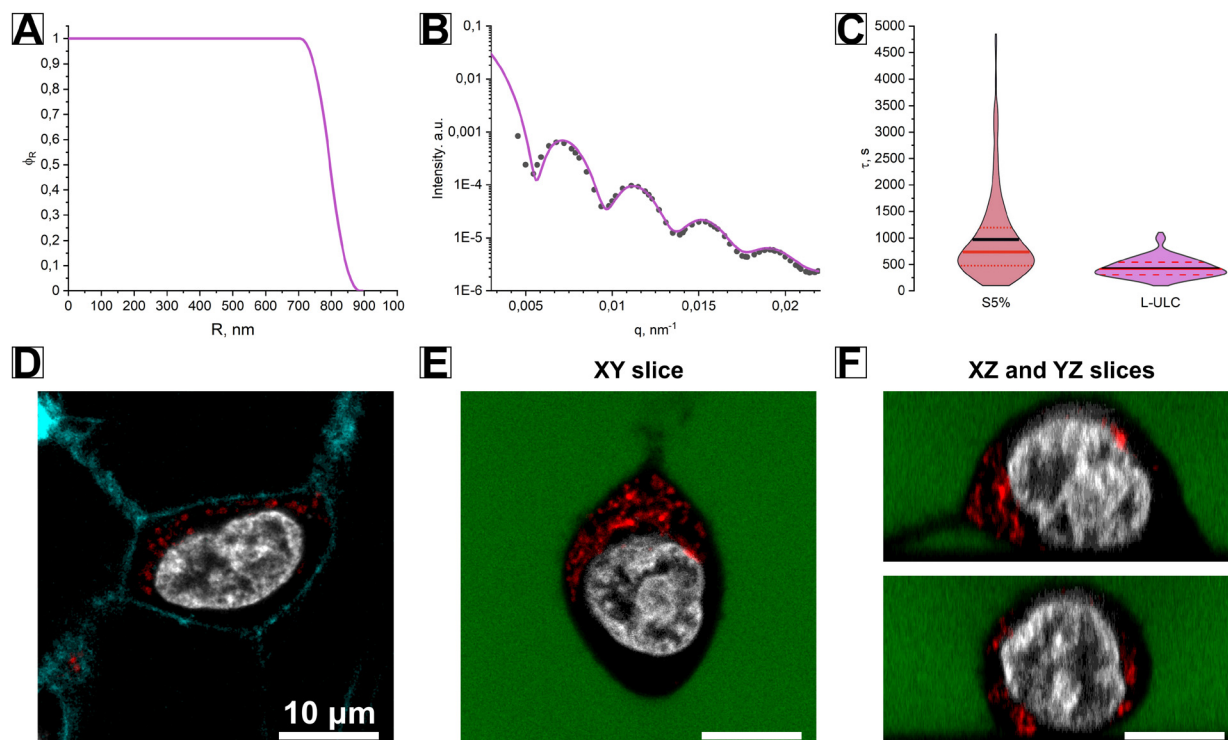 A
1
0,9
0,8
0,7
0,6
0,5
0,4
0,3
0,2
0,1
0
ϕR
0 100 200 300 400 500 600 700 800 900 1000
R, nm
B
0,1
0,01
0,001
1E-4
1E-5
1E-6
Intensity. a.u.
0,005 0,01 0,015 0,02
q, nm-1
C
5000
4500
4000
3500
3000
2500
2000
1500
1000
500
0
τ, s
S5% L-ULC
D
10 µm
E
XY slice
F
XZ and YZ slices